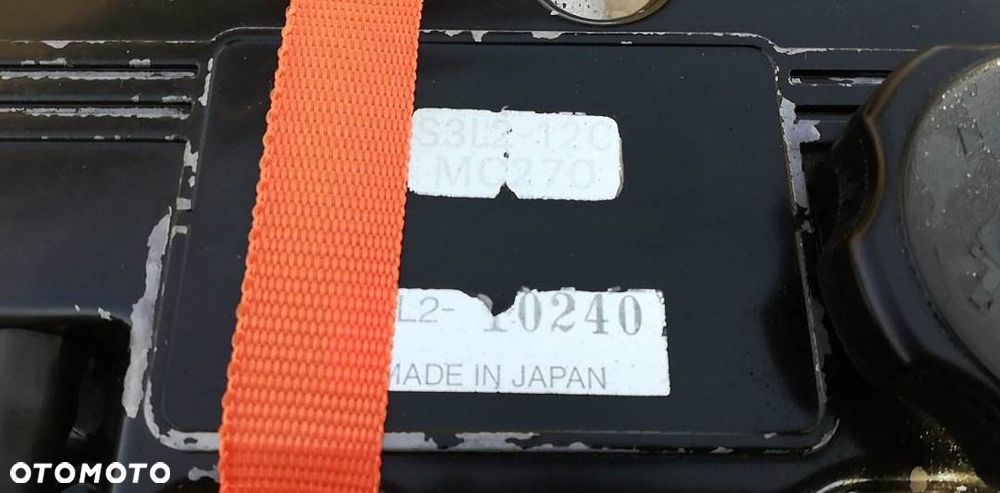 S3L2-12C
MC270
L2- 10240
MADE IN JAPAN
OTOMOTO